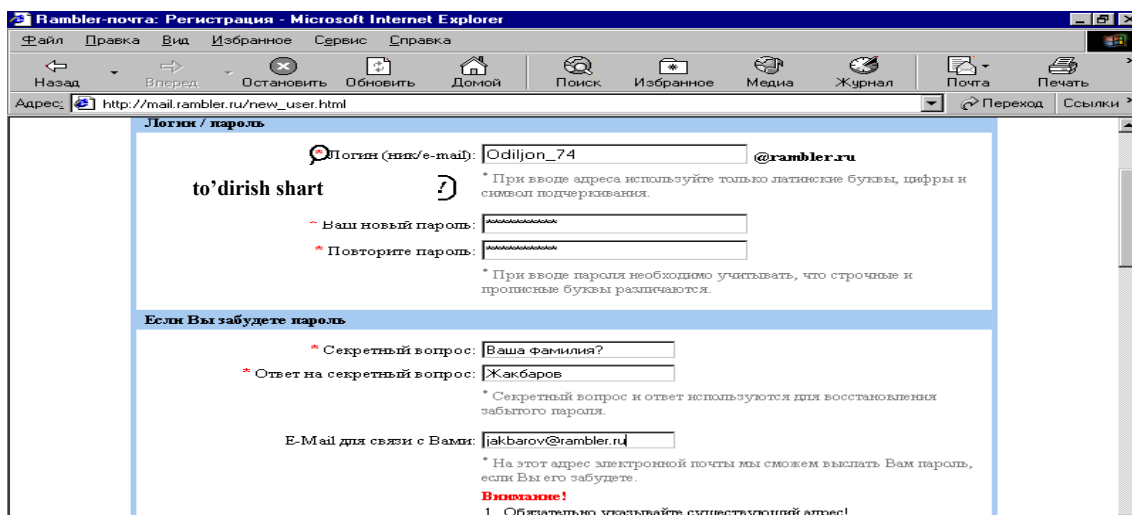 Rambler-почта: Регистрация - Microsoft Internet Explorer
Файл Правка Вид Избранное Сервис Справка
Назад Вперед Остановить Обновить Домой Поиск Избранное Медиа Журнал Почта Печать
Адрес: http://mail.rambler.ru/new_user.html Переход Ссылки
Логин / пароль
* Логин (ник/e-mail): Odiljon_74 @rambler.ru
to’dirish shart
* При вводе адреса используйте только латинские буквы, цифры и
символ подчеркивания.
* Ваш новый пароль: ***********
* Повторите пароль: ***********
* При вводе пароля необходимо учитывать, что строчные и
прописные буквы различаются.
Если Вы забудете пароль
* Секретный вопрос: Ваша фамилия?
* Ответ на секретный вопрос: Жакбаров
* Секретный вопрос и ответ используются для восстановления
забытого пароля.
E-Mail для связи с Вами: jakbarov@rambler.ru
* На этот адрес электронной почты мы сможем выслать Вам пароль,
если Вы его забудете.
Внимание!
1. Обязательно указывайте существующий адрес!